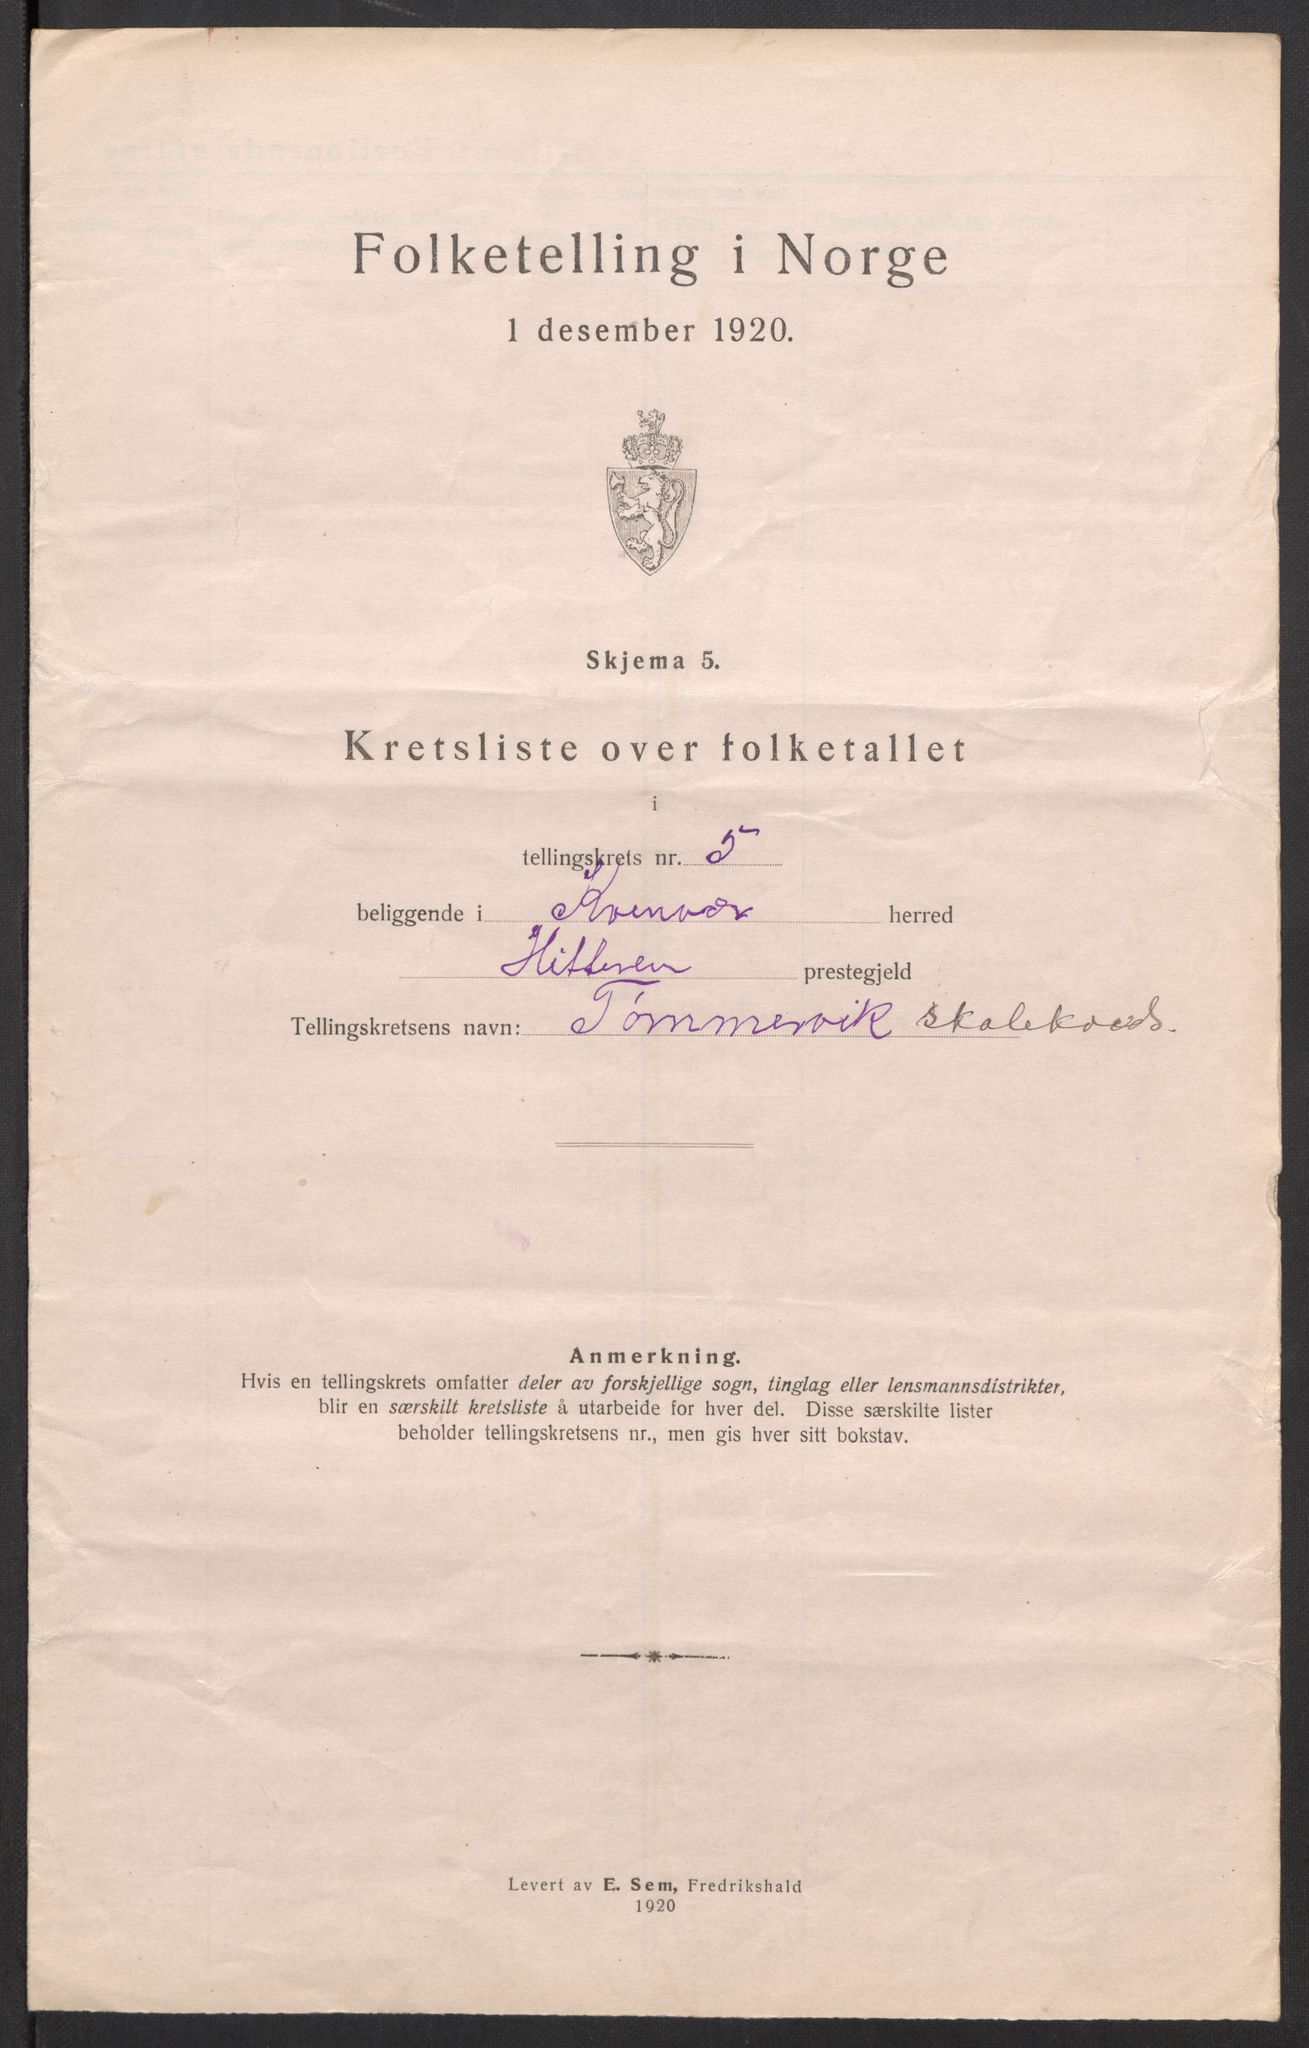 Folketelling i Norge
1 desember 1920.
Skjema 5.
Kretsliste over folketallet
i
tellingskrets nr. 5
beliggende i Kvenvær herred
Hitteren prestegjeld
Tellingskretsens navn: Tømmervik skolekreds.
Anmerkning.
Hvis en tellingskrets omfatter deler av forskjellige sogn, tinglag eller lensmannsdistrikter,
blir en særskilt kretsliste å utarbeide for hver del. Disse særskilte lister
beholder tellingskretsens nr., men gis hver sitt bokstav.
Levert av E. Sem, Fredrikshald
1920